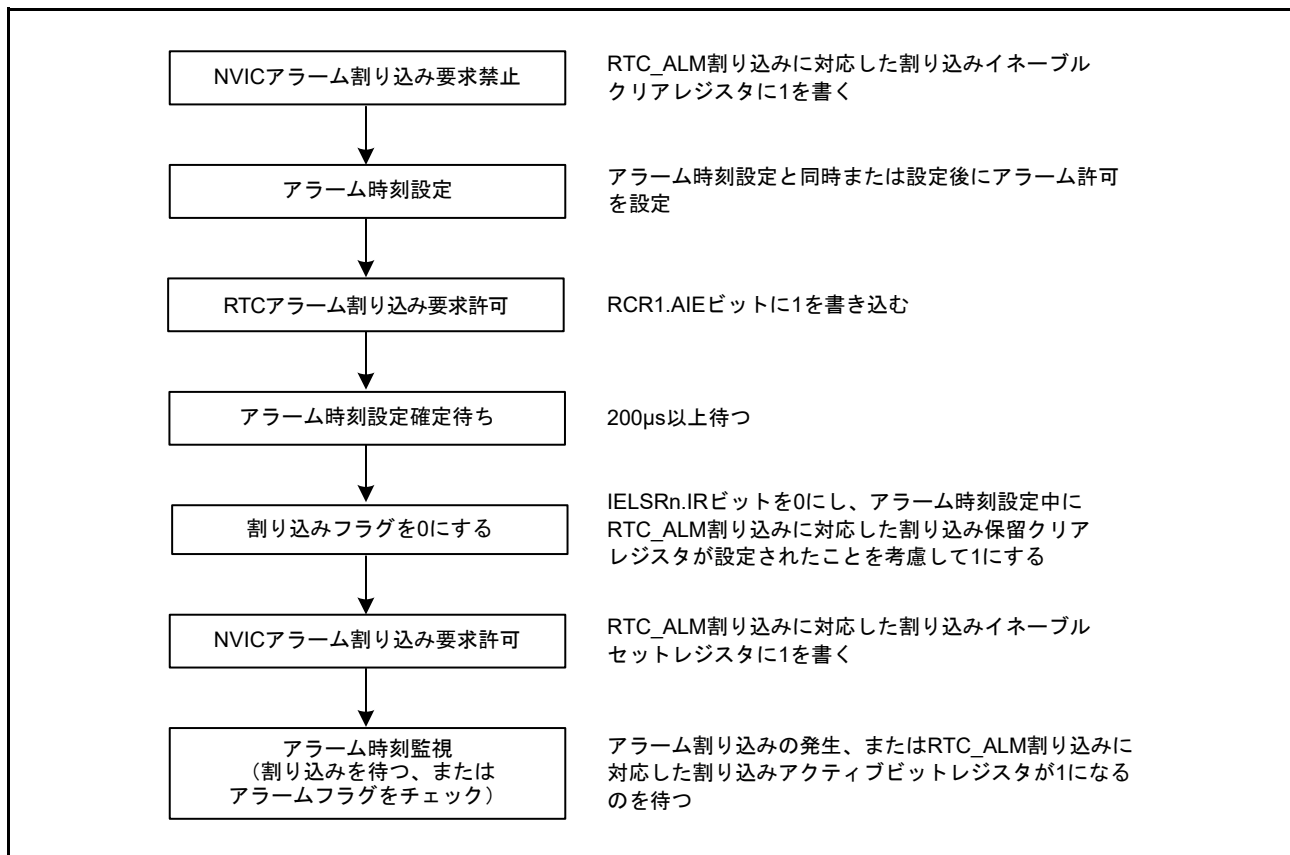 NVICアラーム割り込み要求禁止
RTC_ALM割り込みに対応した割り込みイネーブル
クリアレジスタに1を書く
アラーム時刻設定
アラーム時刻設定と同時または設定後にアラーム許可
を設定
RTCアラーム割り込み要求許可
RCR1.AIEビットに1を書き込む
アラーム時刻設定確定待ち
200µs以上待つ
割り込みフラグを0にする
IELSRn.IRビットを0にし、アラーム時刻設定中に
RTC_ALM割り込みに対応した割り込み保留クリア
レジスタが設定されたことを考慮して1にする
NVICアラーム割り込み要求許可
RTC_ALM割り込みに対応した割り込みイネーブル
セットレジスタに1を書く
アラーム時刻監視
（割り込みを待つ、または
アラームフラグをチェック）
アラーム割り込みの発生、またはRTC_ALM割り込みに
対応した割り込みアクティブビットレジスタが1になる
のを待つ